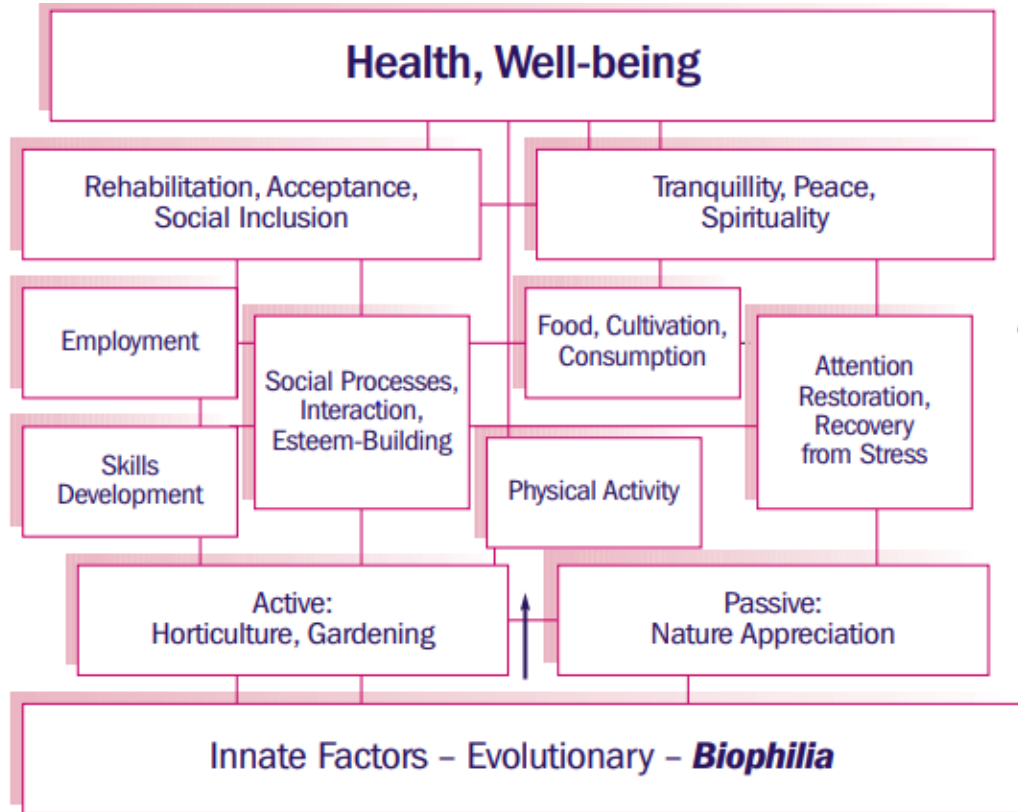 Health, Well-being
Rehabilitation, Acceptance,
Social Inclusion
Tranquillity, Peace,
Spirituality
Employment
Social Processes,
Interaction,
Esteem-Building
Food, Cultivation,
Consumption
Attention
Restoration,
Recovery
from Stress
Skills
Development
Physical Activity
Active:
Horticulture, Gardening
Passive:
Nature Appreciation
Innate Factors – Evolutionary – Biophilia